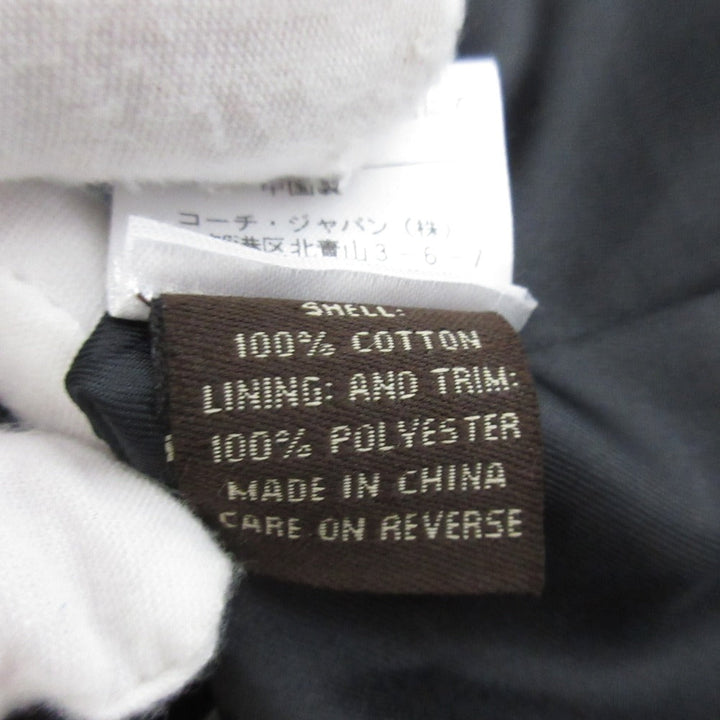 中国製
コーチ・ジャパン(株)
港区北青山3-6-7
SHELL:
100% COTTON
LINING: AND TRIM:
100% POLYESTER
MADE IN CHINA
CARE ON REVERSE